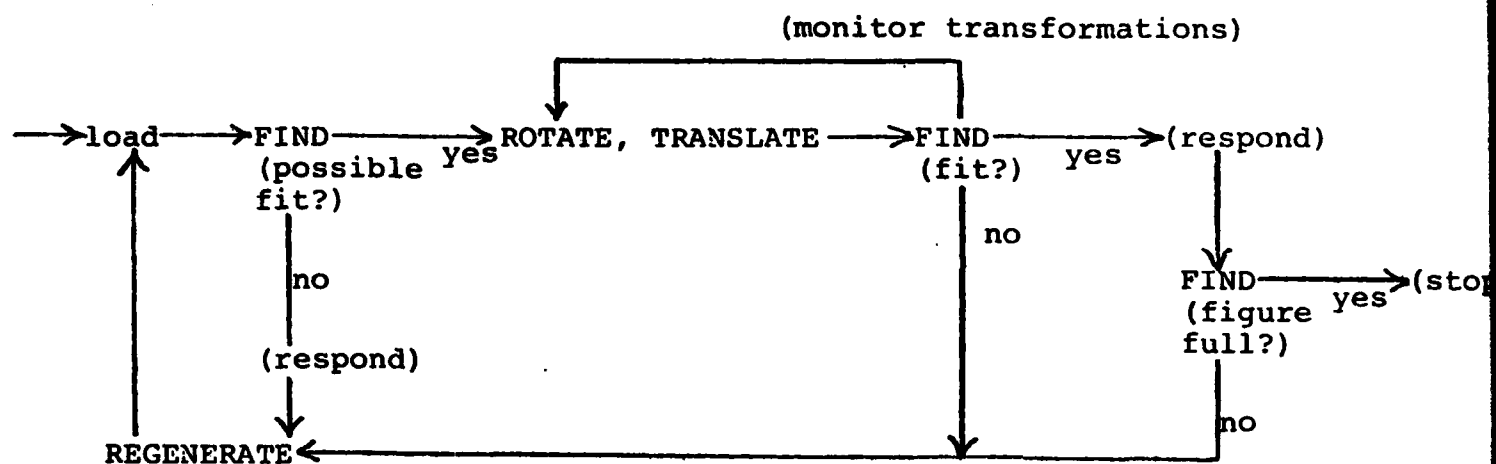 (monitor transformations)
load FIND yes ROTATE, TRANSLATE FIND yes (respond)
(possible fit?)
(fit?)
no
no
FIND yes (stop
(figure full?)
(respond)
no
REGENERATE